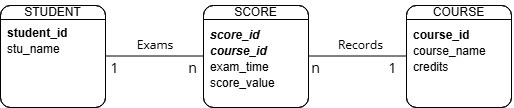 STUDENT
student_id
stu_name
Exams
1
n
SCORE
score_id
course_id
exam_time
score_value
Records
n
1
COURSE
course_id
course_name
credits